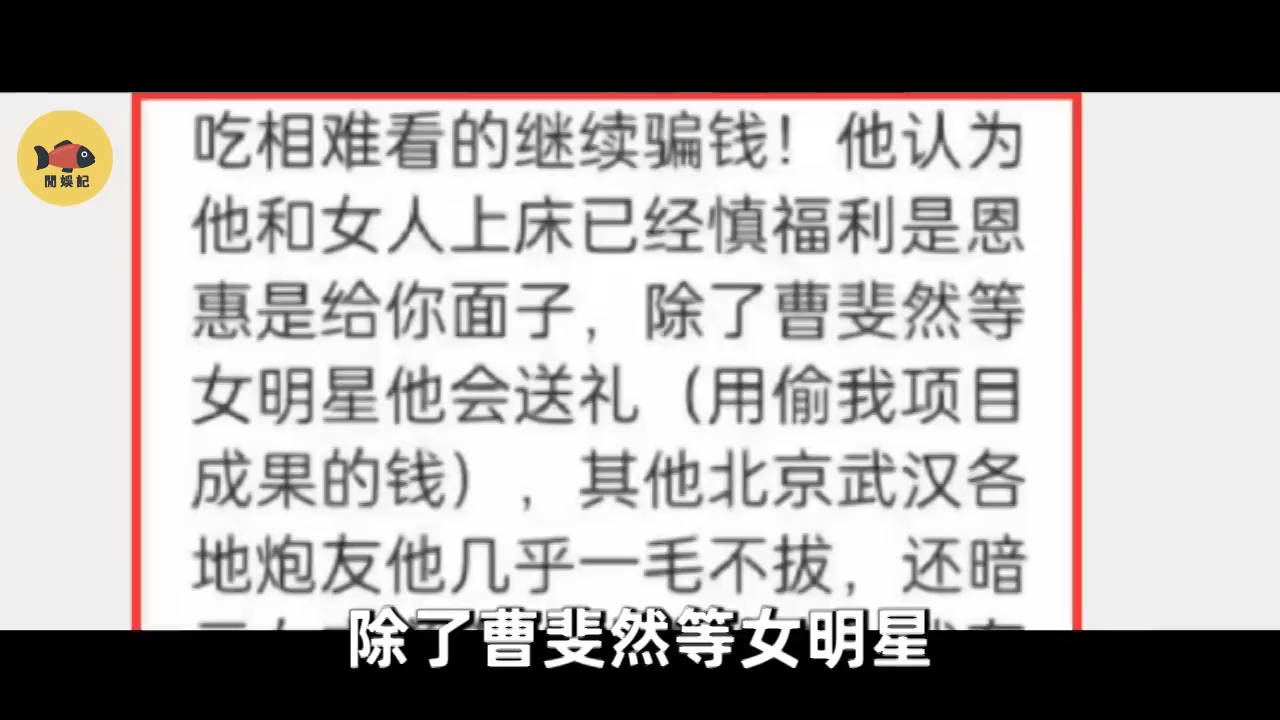 閒娛記
吃相难看的继续骗钱！他认为
他和女人上床已经慎福利是恩
惠是给你面子，除了曹斐然等
女明星他会送礼（用偷我项目
成果的钱），其他北京武汉各
地炮友他几乎一毛不拔，还暗
除了曹斐然等女明星